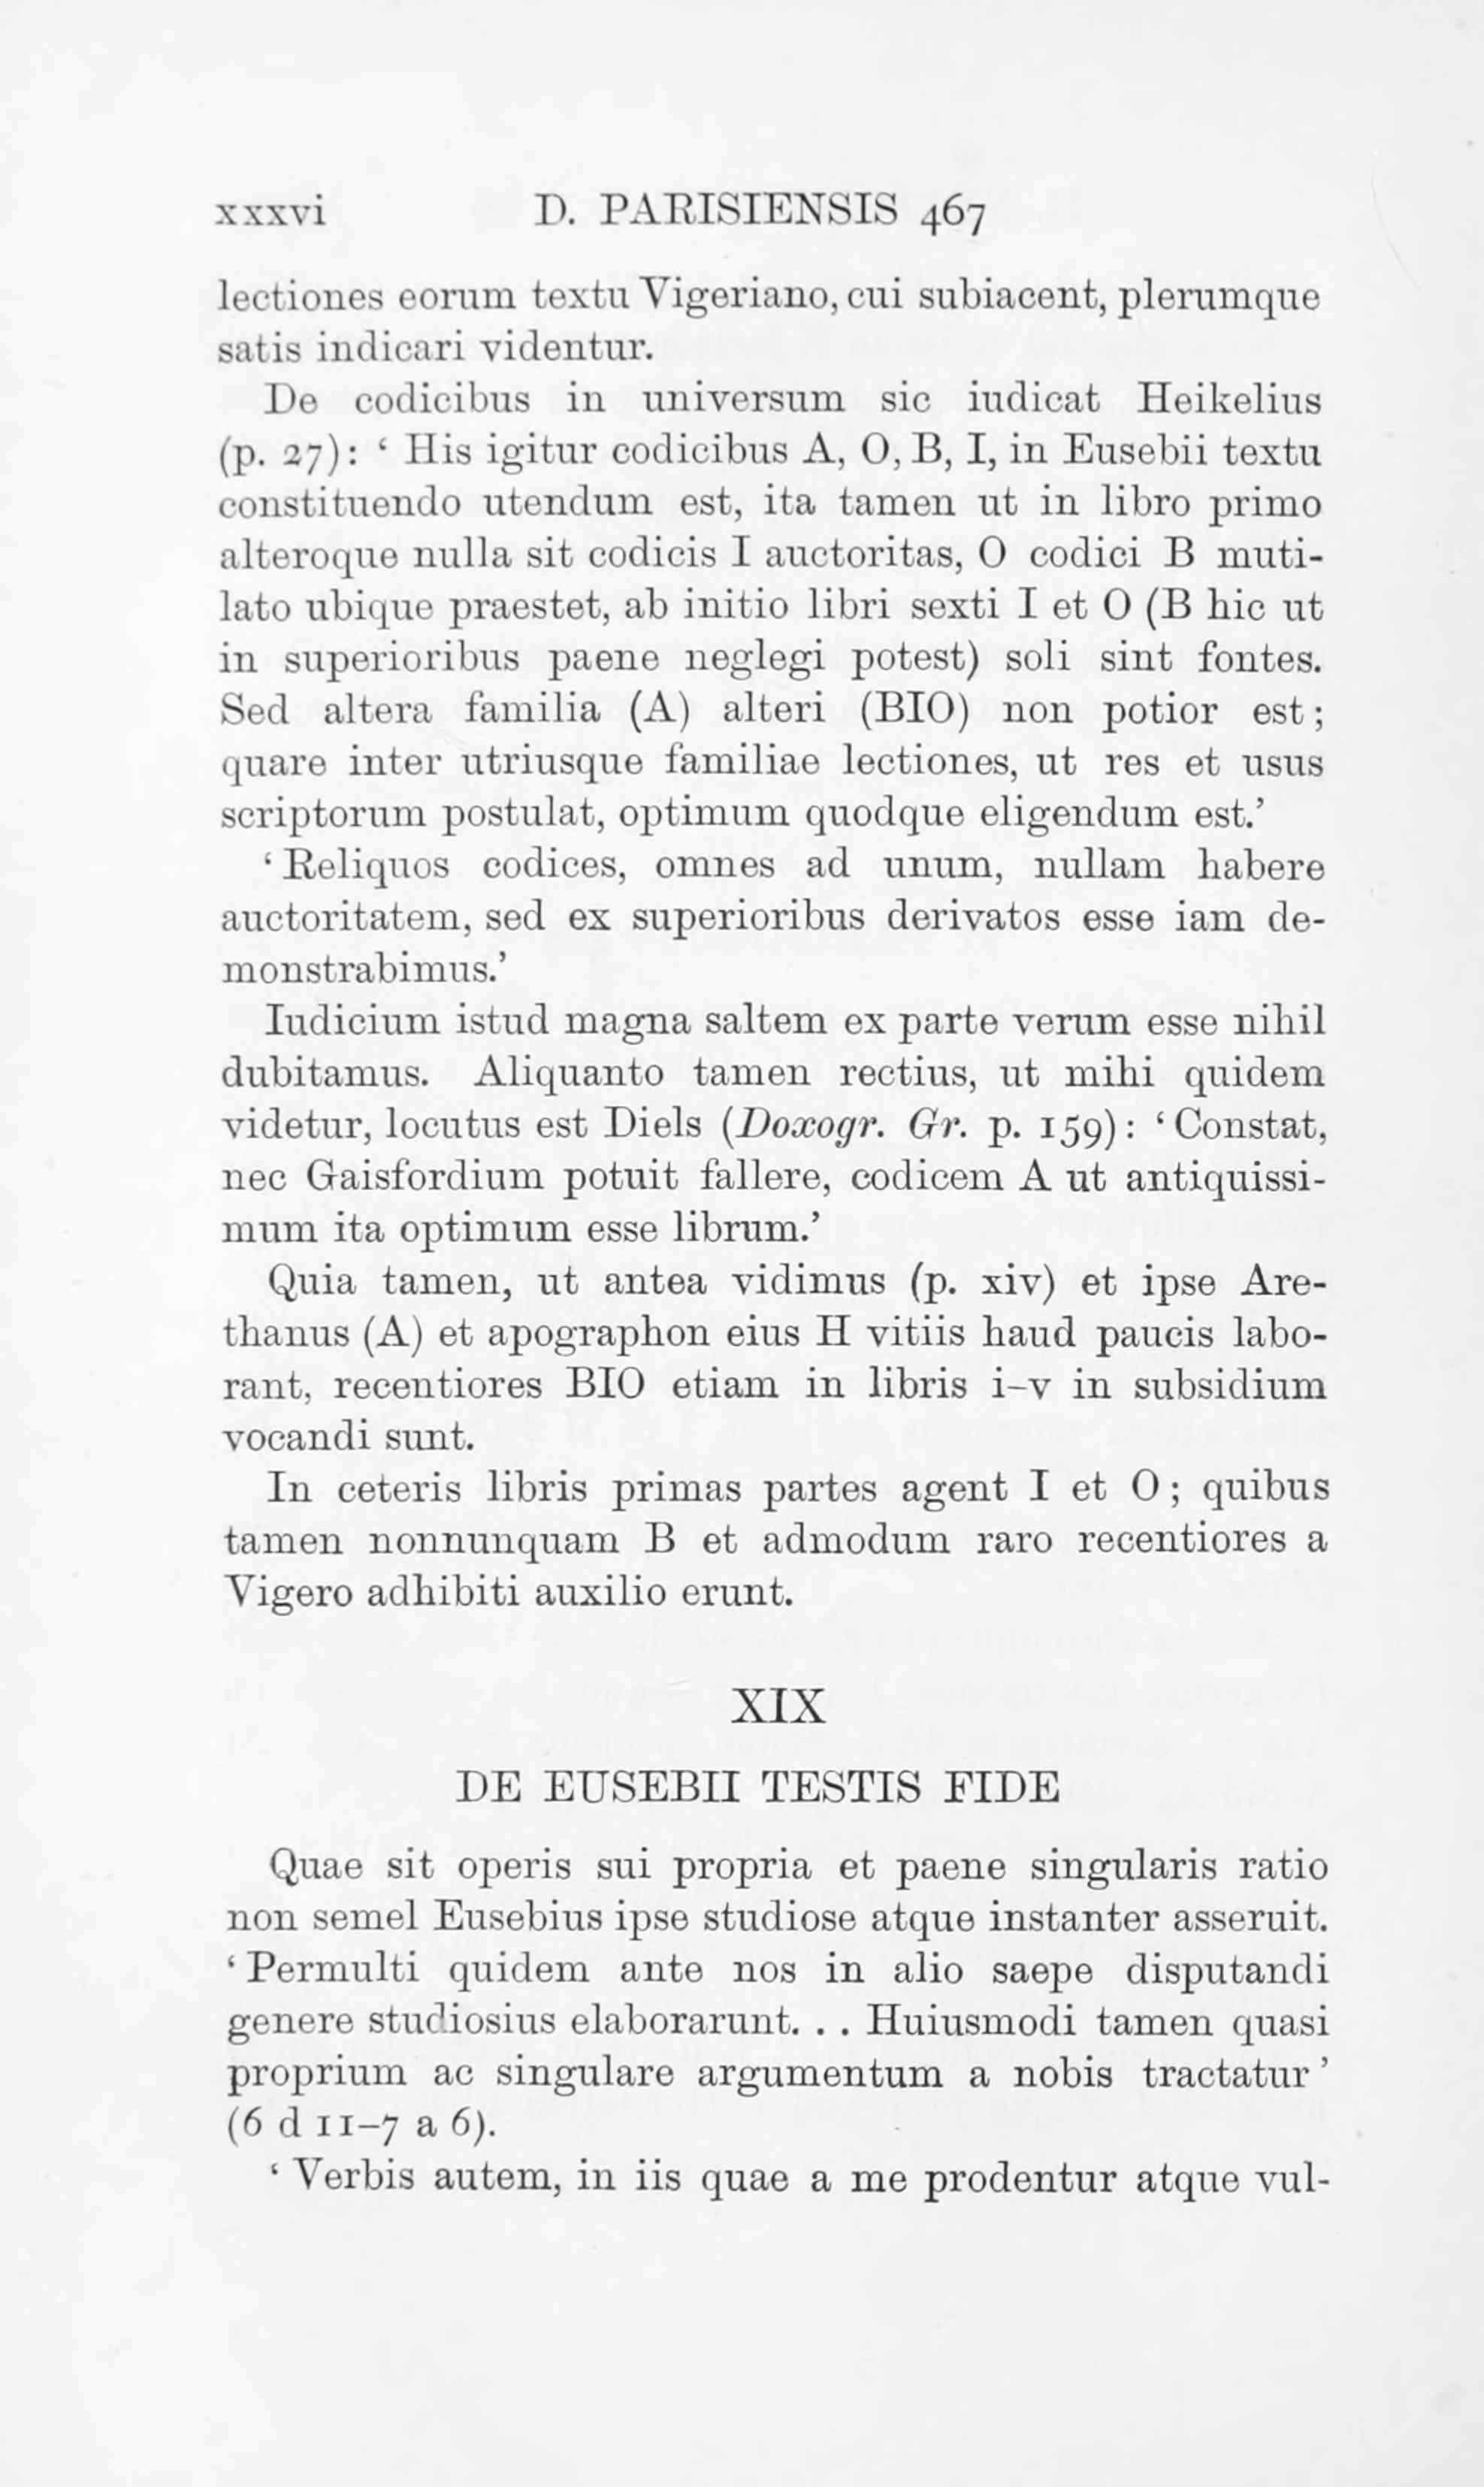 xxxvi D. PARISIENSIS 467
lectiones eorum textu Vigeriano, cui subiacent, plerumque
satis indicari videntur.
De codicibus in universum sic iudicat Heikelius
(p. 27): ‘ His igitur codicibus A, O, B, I, in Eusebii textu
constituendo utendum est, ita tamen ut in libro primo
alteroque nulla sit codicis I auctoritas, O codici B muti-
lato ubique praestet, ab initio libri sexti I et O (B hic ut
in superioribus paene neglegi potest) soli sint fontes.
Sed altera familia (A) alteri (BIO) non potior est;
quare inter utriusque familiae lectiones, ut res et usus
scriptorum postulat, optimum quodque eligendum est.’
‘ Reliquos codices, omnes ad unum, nullam habere
auctoritatem, sed ex superioribus derivatos esse iam de-
monstrabimus.’
Iudicium istud magna saltem ex parte verum esse nihil
dubitamus. Aliquanto tamen rectius, ut mihi quidem
videtur, locutus est Diels (Doxogr. Gr. p. 159): ‘ Constat,
nec Gaisfordium potuit fallere, codicem A ut antiquissi-
mum ita optimum esse librum.’
Quia tamen, ut antea vidimus (p. xiv) et ipse Are-
thanus (A) et apographon eius H vitiis haud paucis labo-
rant, recentiores BIO etiam in libris i–v in subsidium
vocandi sunt.
In ceteris libris primas partes agent I et O; quibus
tamen nonnunquam B et admodum raro recentiores a
Vigero adhibiti auxilio erunt.
XIX
DE EUSEBII TESTIS FIDE
Quae sit operis sui propria et paene singularis ratio
non semel Eusebius ipse studiose atque instanter asseruit.
‘ Permulti quidem ante nos in alio saepe disputandi
genere studiosius elaborarunt. . . Huiusmodi tamen quasi
proprium ac singulare argumentum a nobis tractatur ’
(6 d 11–7 a 6).
‘ Verbis autem, in iis quae a me prodentur atque vul-